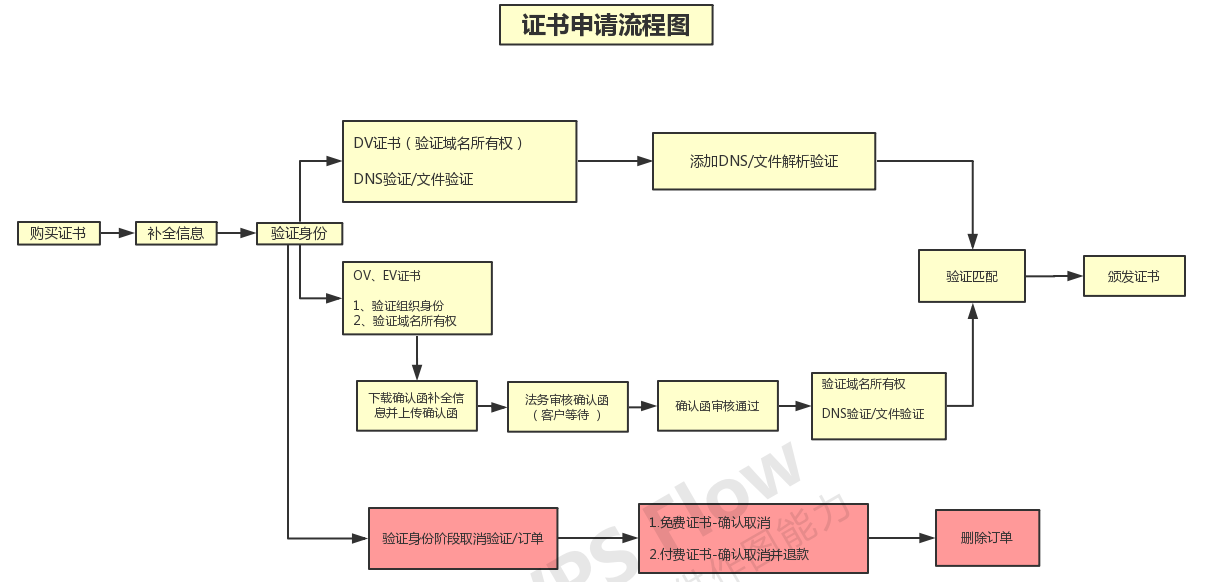 证书申请流程图
DV证书（验证域名所有权）
DNS验证/文件验证
添加DNS/文件解析验证
购买证书
补全信息
验证身份
OV、EV证书
1、验证组织身份
2、验证域名所有权
验证匹配
颁发证书
下载确认函补全信
息并上传确认函
法务审核确认函
（客户等待 ）
确认函审核通过
验证域名所有权
DNS验证/文件验证
验证身份阶段取消验证/订单
1.免费证书-确认取消
2.付费证书-确认取消并退款
删除订单
WPS Flow
作图能力